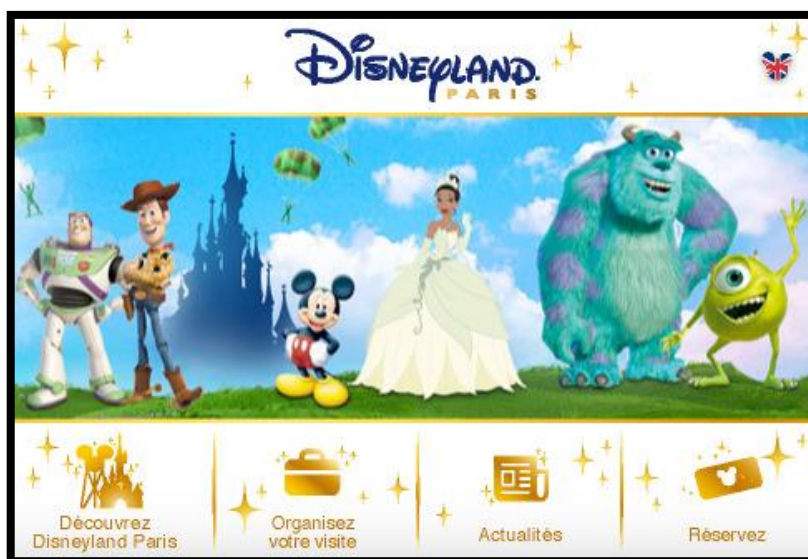 DISNEYLAND.
PARIS
Découvrez
Disneyland Paris
Organisez
votre visite
Actualités
Réservez